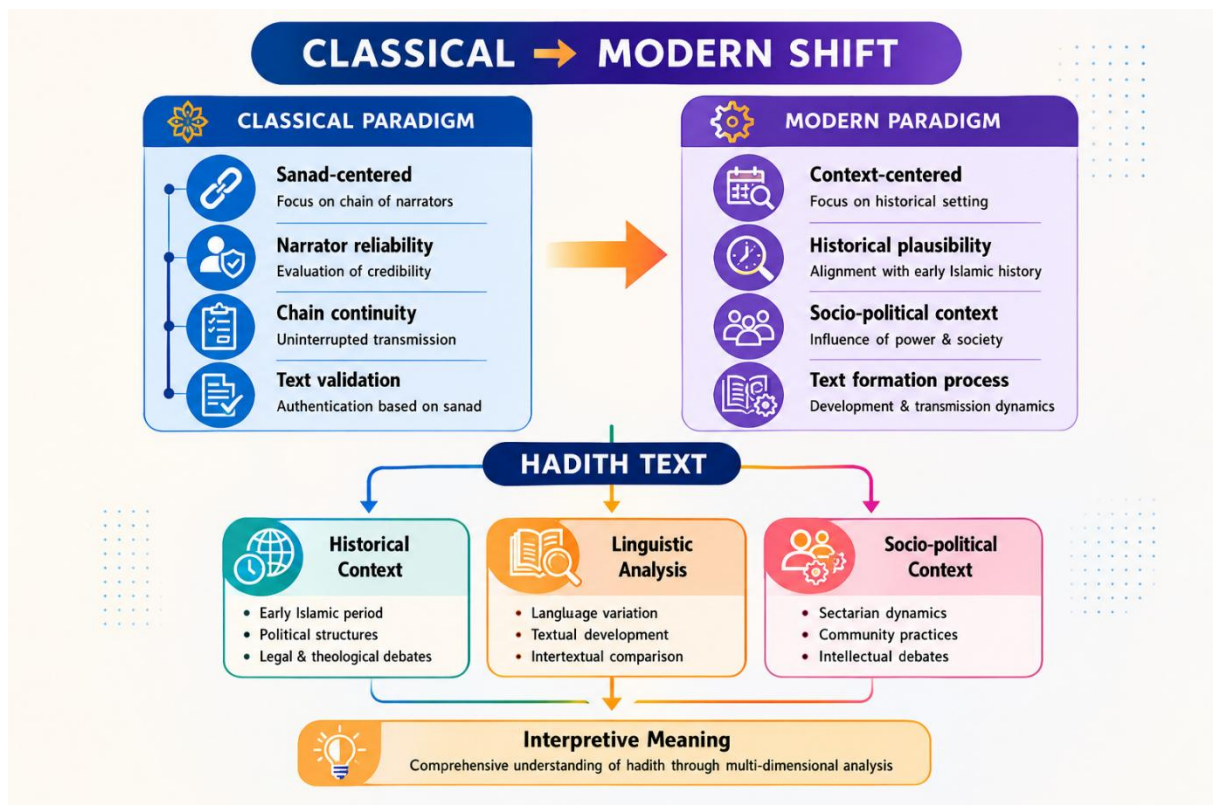 CLASSICAL → MODERN SHIFT
CLASSICAL PARADIGM
Sanad-centered
Focus on chain of narrators
Narrator reliability
Evaluation of credibility
Chain continuity
Uninterrupted transmission
Text validation
Authentication based on sanad
MODERN PARADIGM
Context-centered
Focus on historical setting
Historical plausibility
Alignment with early Islamic history
Socio-political context
Influence of power & society
Text formation process
Development & transmission dynamics
HADITH TEXT
Historical
Context
• Early Islamic period
• Political structures
• Legal & theological debates
Linguistic
Analysis
• Language variation
• Textual development
• Intertextual comparison
Socio-political
Context
• Sectarian dynamics
• Community practices
• Intellectual debates
Interpretive Meaning
Comprehensive understanding of hadith through multi-dimensional analysis